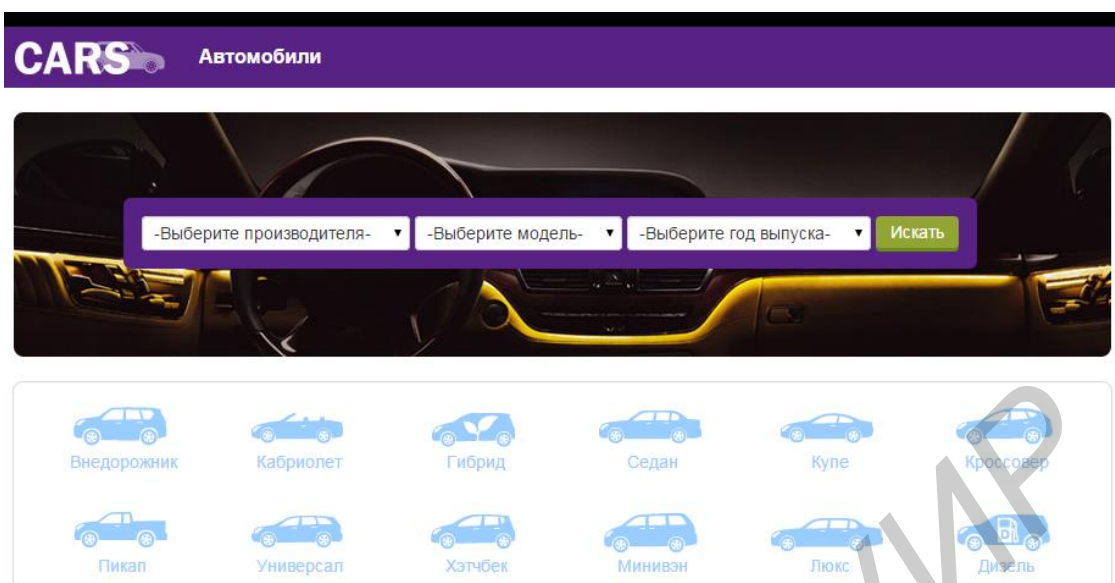 CARS Автомобили
-Выберите производителя- -Выберите модель- -Выберите год выпуска- Искать
Внедорожник Кабриолет Гибрид Седан Купе Кроссовер
Пикап Универсал Хэтчбек Минивэн Люкс Дизель